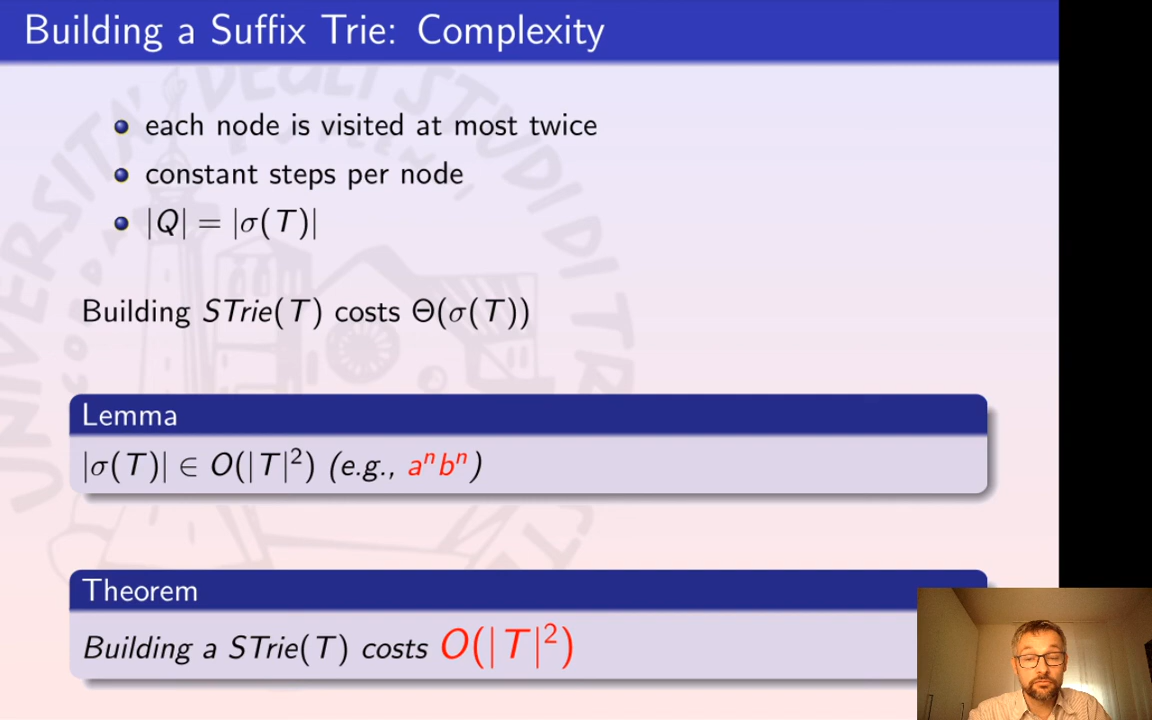 Building a Suffix Trie: Complexity
each node is visited at most twice
constant steps per node
|Q| = |σ(T)|
Building STrie(T) costs Θ(σ(T))
Lemma
|σ(T)| ∈ O(|T|²) (e.g., aⁿbⁿ)
Theorem
Building a STrie(T) costs O(|T|²)